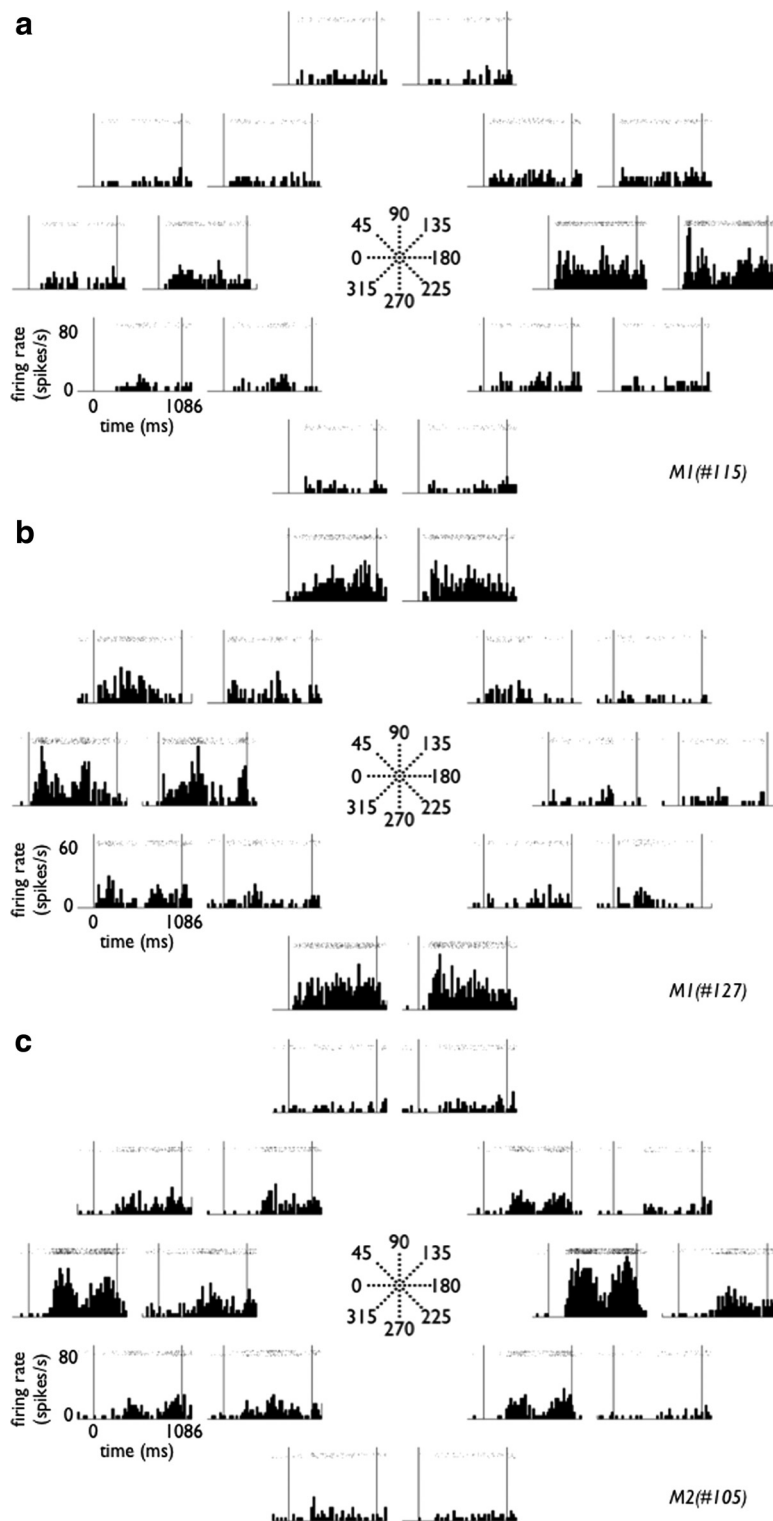 a
90
45 135
0 180
315 225
270
80
firing rate
(spikes/s)
0
0 1086
time (ms)
M1(#115)
b
90
45 135
0 180
315 225
270
60
firing rate
(spikes/s)
0
0 1086
time (ms)
M1(#127)
c
90
45 135
0 180
315 225
270
80
firing rate
(spikes/s)
0
0 1086
time (ms)
M2(#105)